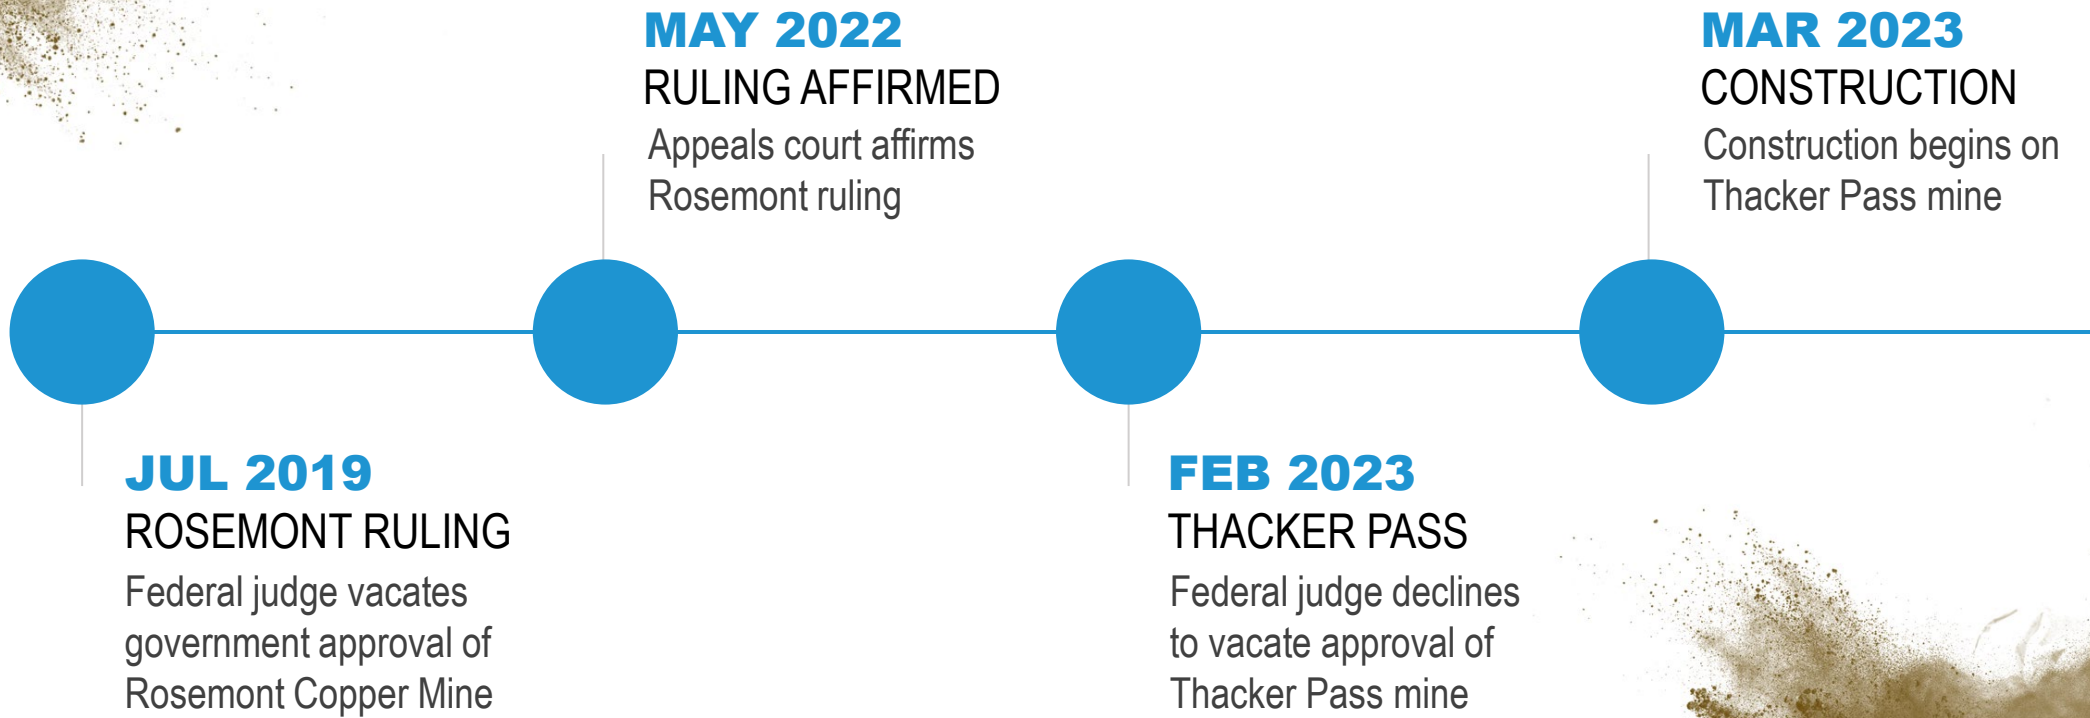 JUL 2019
ROSEMONT RULING
Federal judge vacates
government approval of
Rosemont Copper Mine
MAY 2022
RULING AFFIRMED
Appeals court affirms
Rosemont ruling
FEB 2023
THACKER PASS
Federal judge declines
to vacate approval of
Thacker Pass mine
MAR 2023
CONSTRUCTION
Construction begins on
Thacker Pass mine